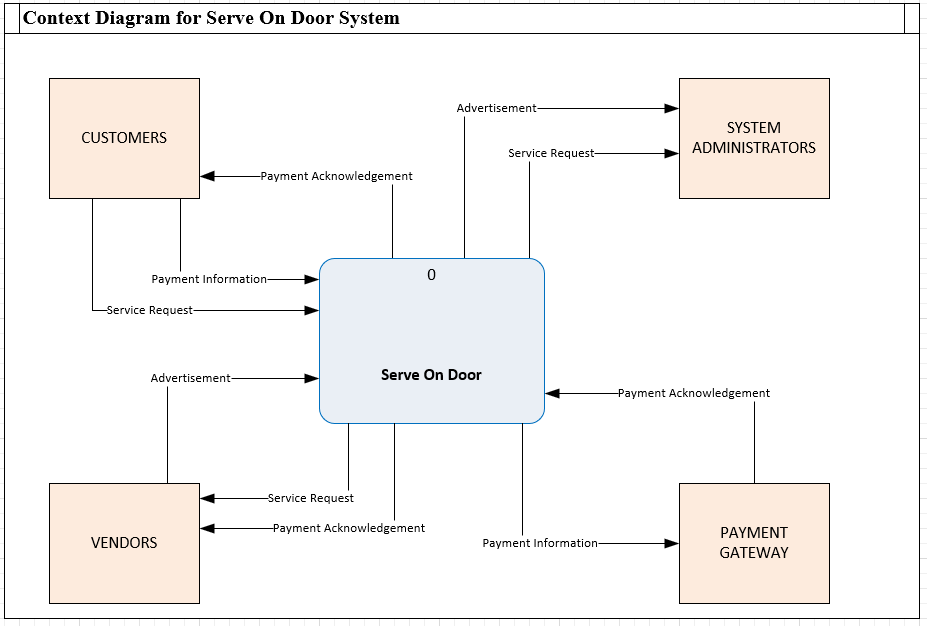 Context Diagram for Serve On Door System
CUSTOMERS
Advertisement
SYSTEM
ADMINISTRATORS
Service Request
Payment Acknowledgement
0
Payment Information
Service Request
Serve On Door
Advertisement
Payment Acknowledgement
Service Request
Payment Acknowledgement
VENDORS
Payment Information
PAYMENT
GATEWAY